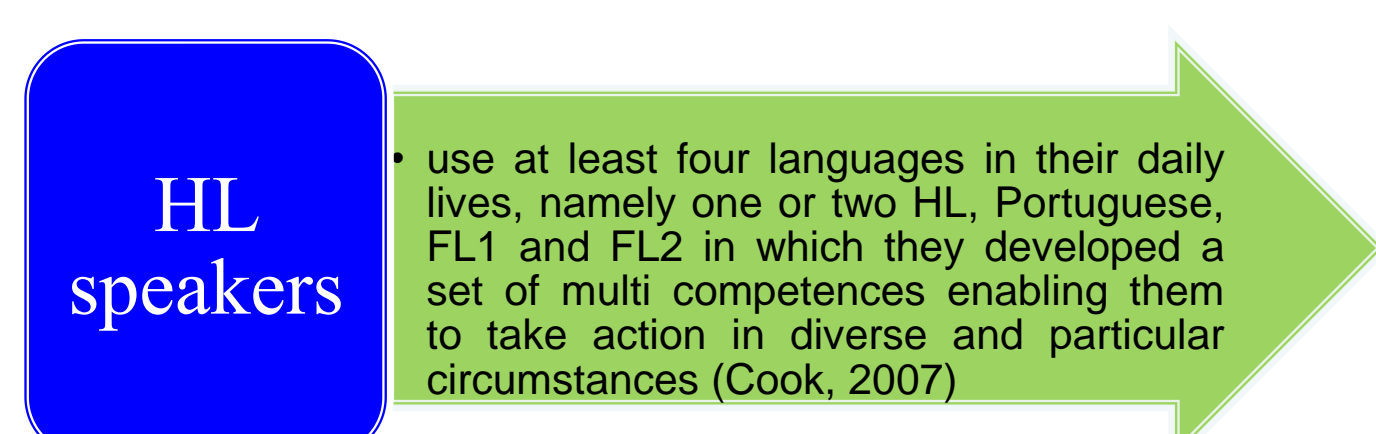 HL
speakers
• use at least four languages in their daily
lives, namely one or two HL, Portuguese,
FL1 and FL2 in which they developed a
set of multi competences enabling them
to take action in diverse and particular
circumstances (Cook, 2007)